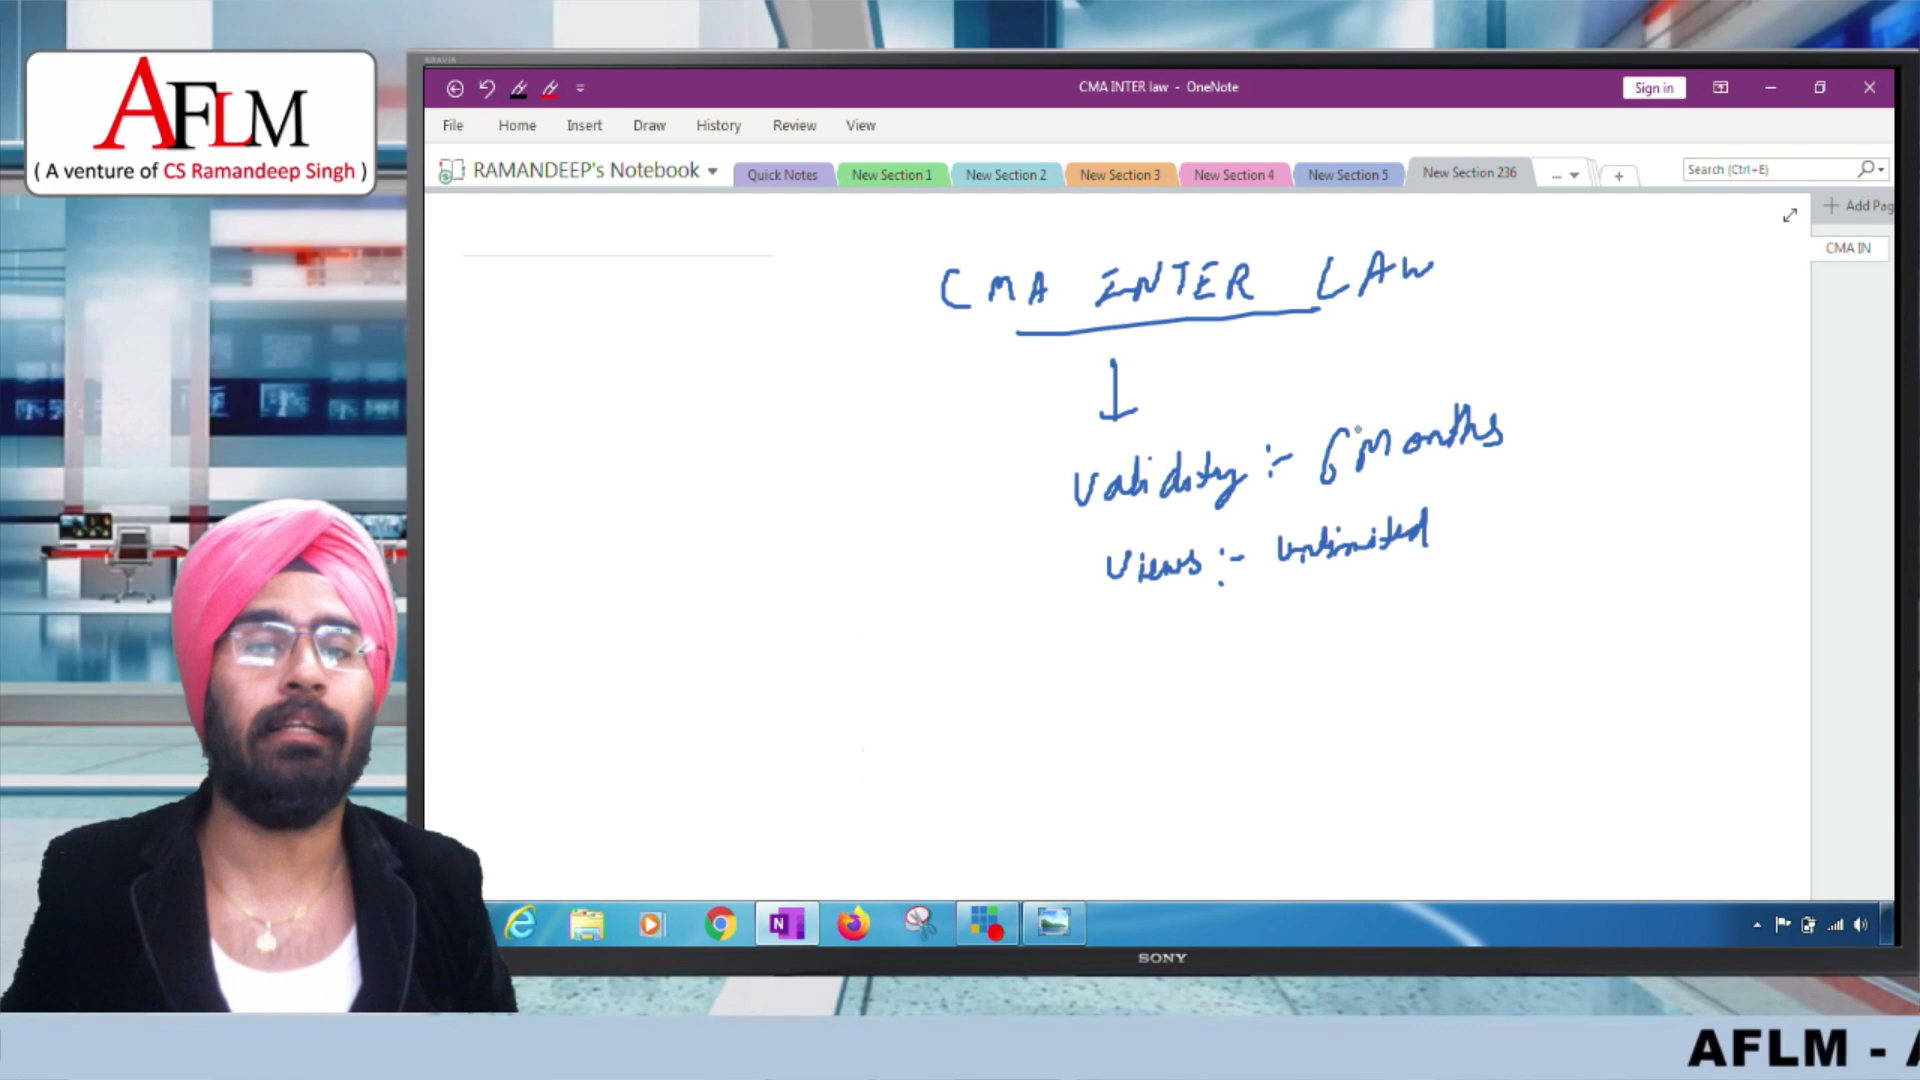 AFLM
( A venture of CS Ramandeep Singh )
BRAVIA
CMA INTER law - OneNote
Sign in
File Home Insert Draw History Review View
RAMANDEEP's Notebook
Quick Notes New Section 1 New Section 2 New Section 3 New Section 4 New Section 5 New Section 236 ...
Search (Ctrl+E)
Add Pag
CMA IN
CMA INTER LAW
Validity :- 6 Months
Views :- unlimited
N
SONY
AFLM - A